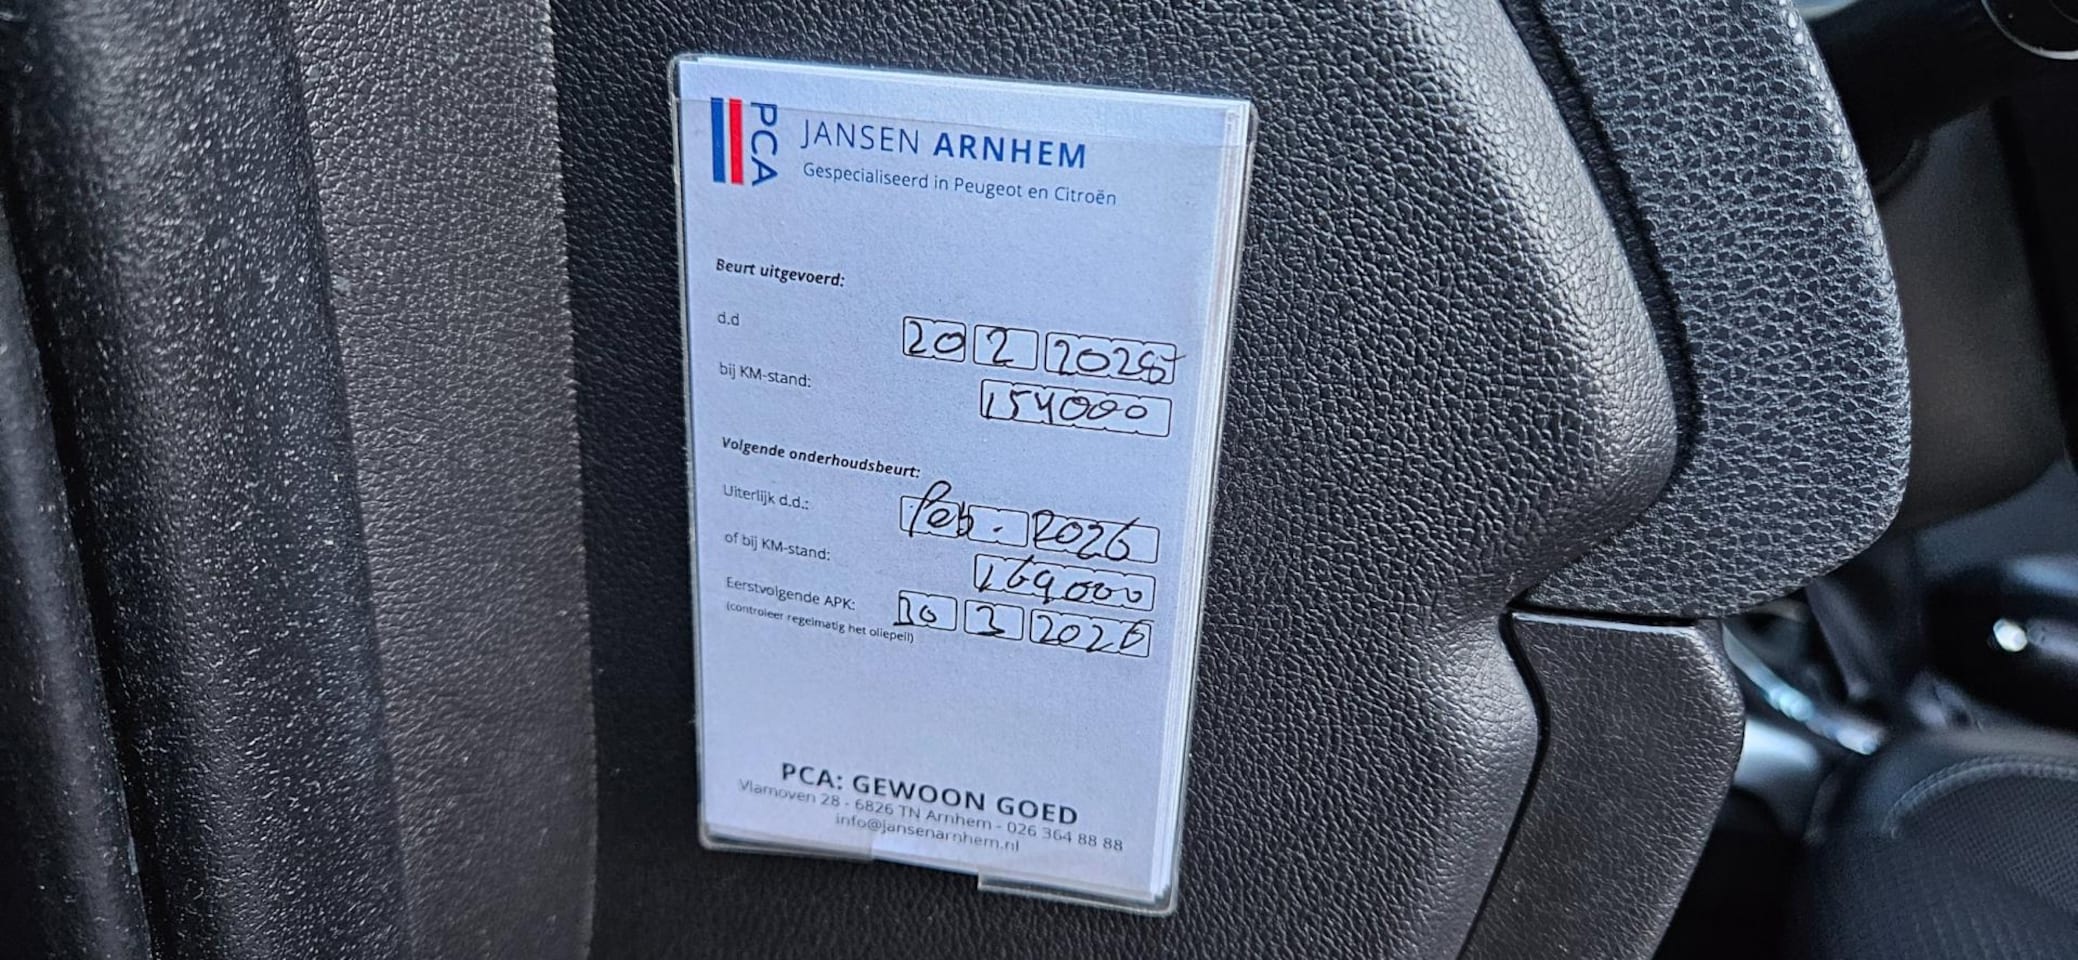 PCA
JANSEN ARNHEM
Gespecialiseerd in Peugeot en Citroën
Beurt uitgevoerd:
d.d 20 2 2025
bij KM-stand: 154000
Volgende onderhoudsbeurt:
Uiterlijk d.d.: feb. 2026
of bij KM-stand: 169000
Eerstvolgende APK: 3 2026
(controleer regelmatig het oliepeil)
PCA: GEWOON GOED
Vlamoven 28 - 6826 TN Arnhem - 026 364 88 88
info@jansenarnhem.nl